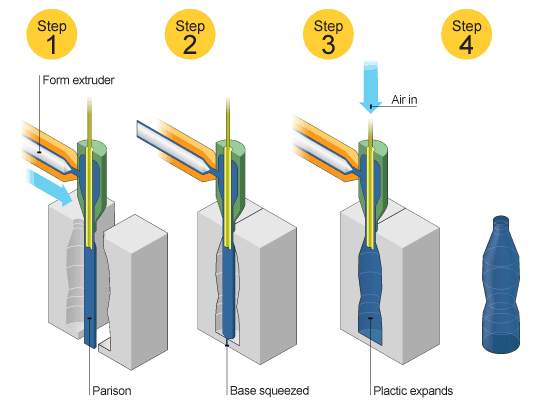 Step
1
Step
2
Step
3
Step
4
Form extruder
Air in
Parison
Base squeezed
Plactic expands